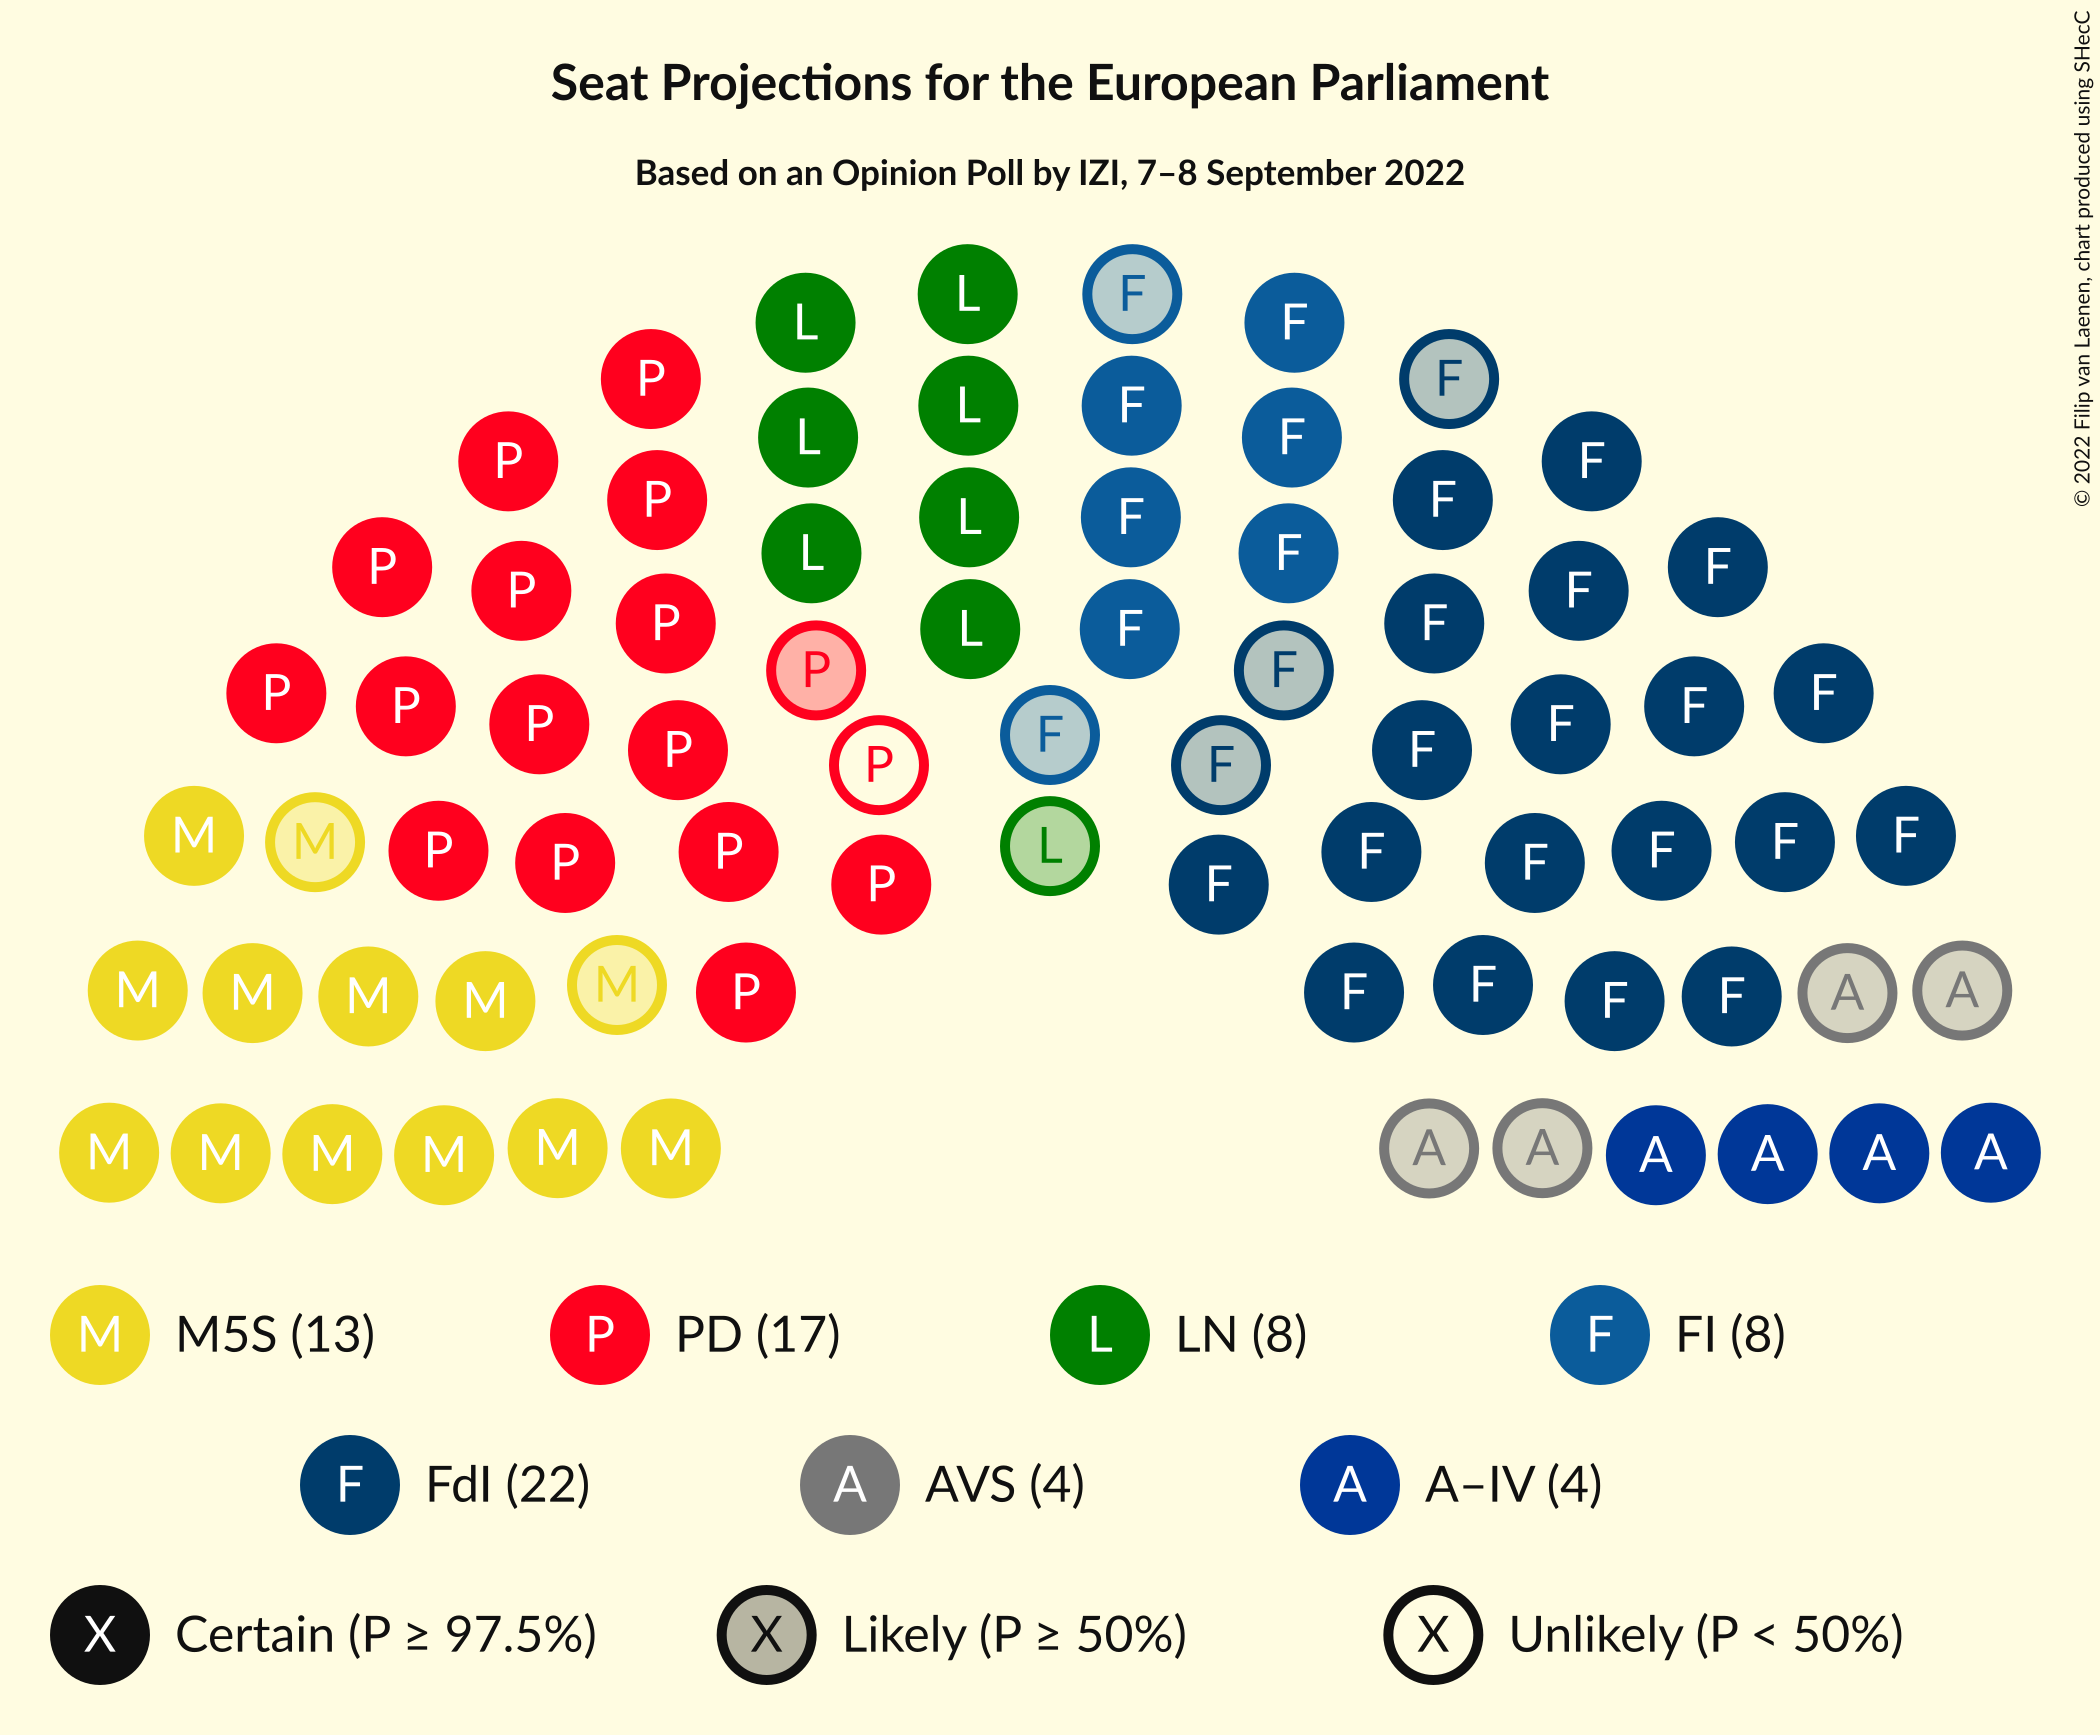 Seat Projections for the European Parliament
Based on an Opinion Poll by IZI, 7–8 September 2022
© 2022 Filip van Laenen, chart produced using SHecC
L F
L F
P F
L F
L F
P F
P F
L F
L F
P F
P F
P F
L F
P F
L F
P F
P F
P F
P F
P F
P F
F
P F
M M P P P P L F F F F F F
M M M M M P F F F F A A
M M M M M M A A A A A A
M M5S (13) P PD (17) L LN (8) F FI (8)
F FdI (22) A AVS (4) A A–IV (4)
X Certain (P ≥ 97.5%) X Likely (P ≥ 50%) X Unlikely (P < 50%)